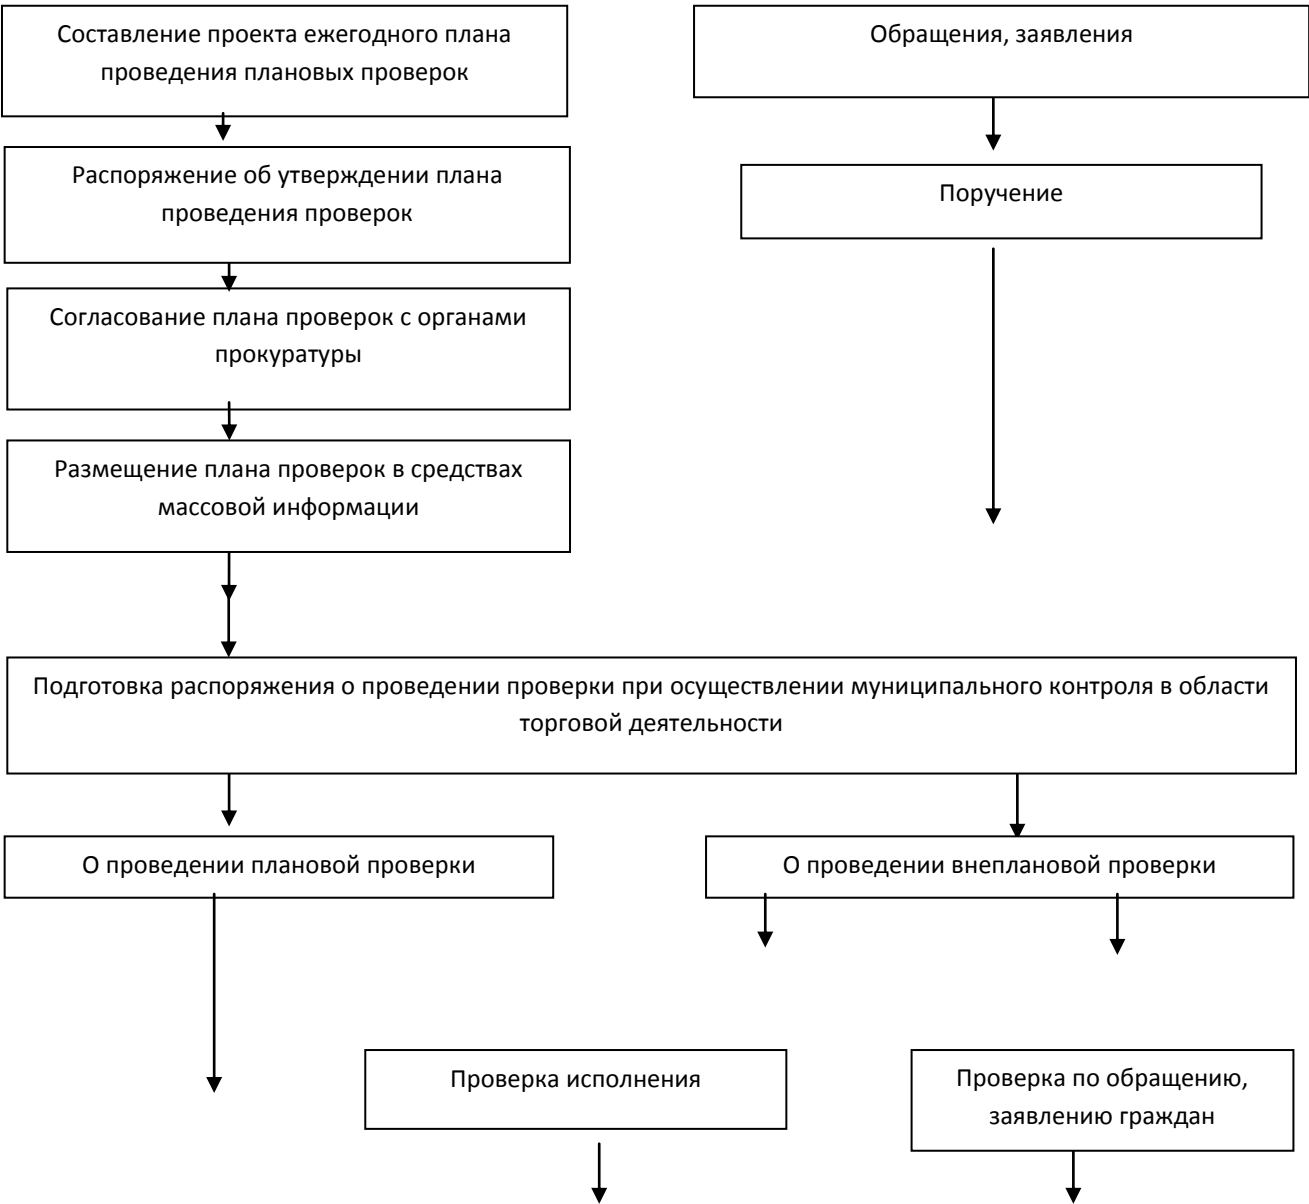 Составление проекта ежегодного плана
проведения плановых проверок
Обращения, заявления
Распоряжение об утверждении плана
проведения проверок
Поручение
Согласование плана проверок с органами
прокуратуры
Размещение плана проверок в средствах
массовой информации
Подготовка распоряжения о проведении проверки при осуществлении муниципального контроля в области
торговой деятельности
О проведении плановой проверки
О проведении внеплановой проверки
Проверка исполнения
Проверка по обращению,
заявлению граждан